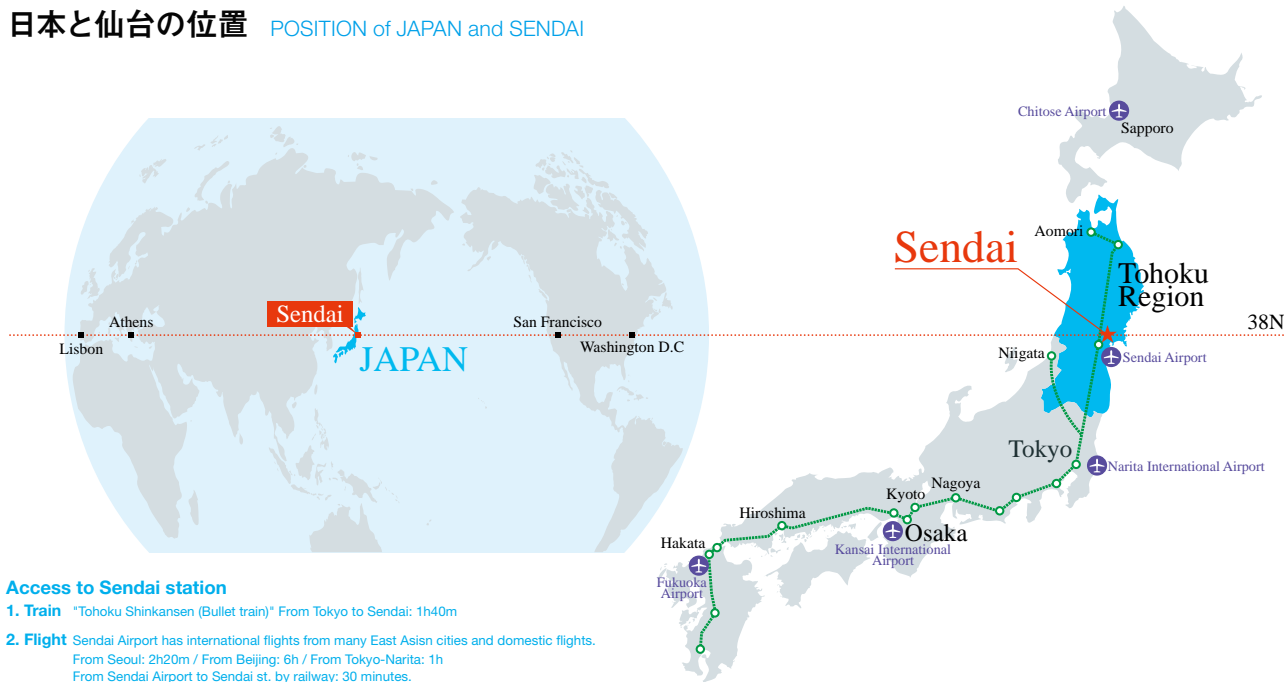 日本と仙台の位置 POSITION of JAPAN and SENDAI
Sendai
Athens
Lisbon
JAPAN
San Francisco
Washington D.C
38N
Chitose Airport
Sapporo
Aomori
Sendai
Tohoku
Region
Niigata
Sendai Airport
Tokyo
Narita International Airport
Nagoya
Kyoto
Hiroshima
Osaka
Kansai International
Airport
Hakata
Fukuoka
Airport
Access to Sendai station
1. Train "Tohoku Shinkansen (Bullet train)" From Tokyo to Sendai: 1h40m
2. Flight Sendai Airport has international flights from many East Asisn cities and domestic flights.
From Seoul: 2h20m / From Beijing: 6h / From Tokyo-Narita: 1h
From Sendai Airport to Sendai st. by railway: 30 minutes.